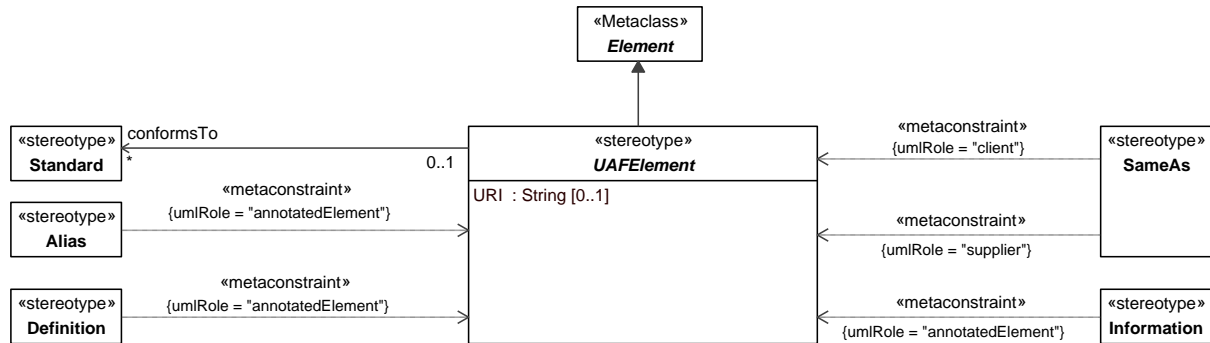 «Metaclass»
Element
«stereotype»
Standard
conformsTo
*
0..1
«stereotype»
UAFElement
URI : String [0..1]
«metaconstraint»
{umlRole = "client"}
«stereotype»
SameAs
«metaconstraint»
{umlRole = "supplier"}
«stereotype»
Alias
«metaconstraint»
{umlRole = "annotatedElement"}
«stereotype»
Definition
«metaconstraint»
{umlRole = "annotatedElement"}
«metaconstraint»
{umlRole = "annotatedElement"}
«stereotype»
Information